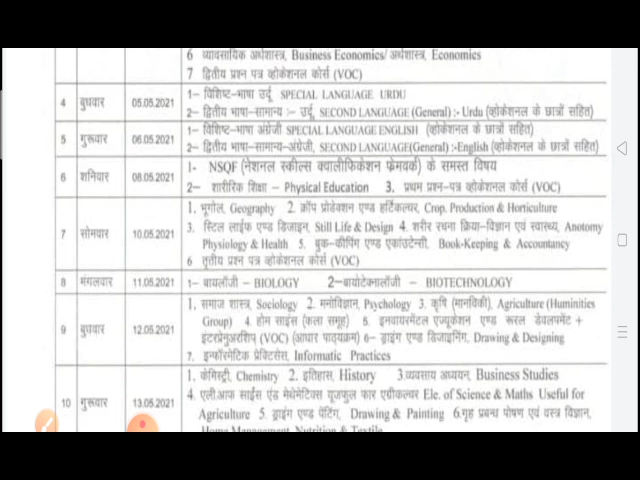 6 व्यावसायिक अर्थशास्त्र, Business Economics/ अर्थशास्त्र, Economics
7 द्वितीय प्रश्न पत्र व्होकेशनल कोर्स (VOC)
4 बुधवार 05.05.2021 1– विशिष्ट–भाषा उर्दू SPECIAL LANGUAGE URDU
2– द्वितीय भाषा–सामान्य :– उर्दू, SECOND LANGUAGE (General) :- Urdu (व्होकेशनल के छात्रों सहित)
5 गुरूवार 06.05.2021 1– विशिष्ट–भाषा अंग्रेजी SPECIAL LANGUAGE ENGLISH (व्होकेशनल के छात्रों सहित)
2– द्वितीय भाषा–सामान्य–अंग्रेजी, SECOND LANGUAGE(General) :-English (व्होकेशनल के छात्रों सहित)
6 शनिवार 08.05.2021 1- NSQF (नेशनल स्कील्स क्वालीफिकेशन फ्रेमवर्क) के समस्त विषय
2– शारीरिक शिक्षा – Physical Education 3. प्रथम प्रश्न–पत्र व्होकेशनल कोर्स (VOC)
7 सोमवार 10.05.2021 1. भूगोल, Geography 2. क्रॉप प्रोडेक्शन एण्ड हर्टिकल्चर, Crop. Production & Horticulture
3. स्टिल लाईफ एण्ड डिजाइन, Still Life & Design 4. शरीर रचना क्रिया–विज्ञान एवं स्वास्थ्य, Anotomy
Physiology & Health 5. बुक–कीपिंग एण्ड एकाउण्टेन्सी, Book-Keeping & Accountancy
6 तृतीय प्रश्न पत्र व्होकेशनल कोर्स (VOC)
8 मंगलवार 11.05.2021 1– बायलॉजी – BIOLOGY 2–बायोटेक्नालॉजी – BIOTECHNOLOGY
9 बुधवार 12.05.2021 1. समाज शास्त्र, Sociology 2. मनोविज्ञान, Psychology 3. कृषि (मानविकी), Agriculture (Huminities
Group) 4. होम साइंस (कला समूह) 5. इनवायरमेंटल एज्यूकेशन एण्ड रूरल डेवलपमेंट +
इंटरप्रेनुअरशिप (VOC) (आधार पाठ्यक्रम) 6– ड्राइंग एण्ड डिजाइनिंग, Drawing & Designing
7. इन्फॉरमेटिक प्रेक्टिसेस, Informatic Practices
10 गुरूवार 13.05.2021 1. केमिस्ट्री, Chemistry 2. इतिहास, History 3.व्यवसाय अध्ययन, Business Studies
4. एली.आफ साईंस एंड मेथेमेटिक्स यूजफुल फार एग्रीकल्चर Ele. of Science & Maths Useful for
Agriculture 5. ड्राइंग एण्ड पेंटिंग, Drawing & Painting 6.गृह प्रबन्ध पोषण एवं वस्त्र विज्ञान,
Home Management, Nutrition & Textile